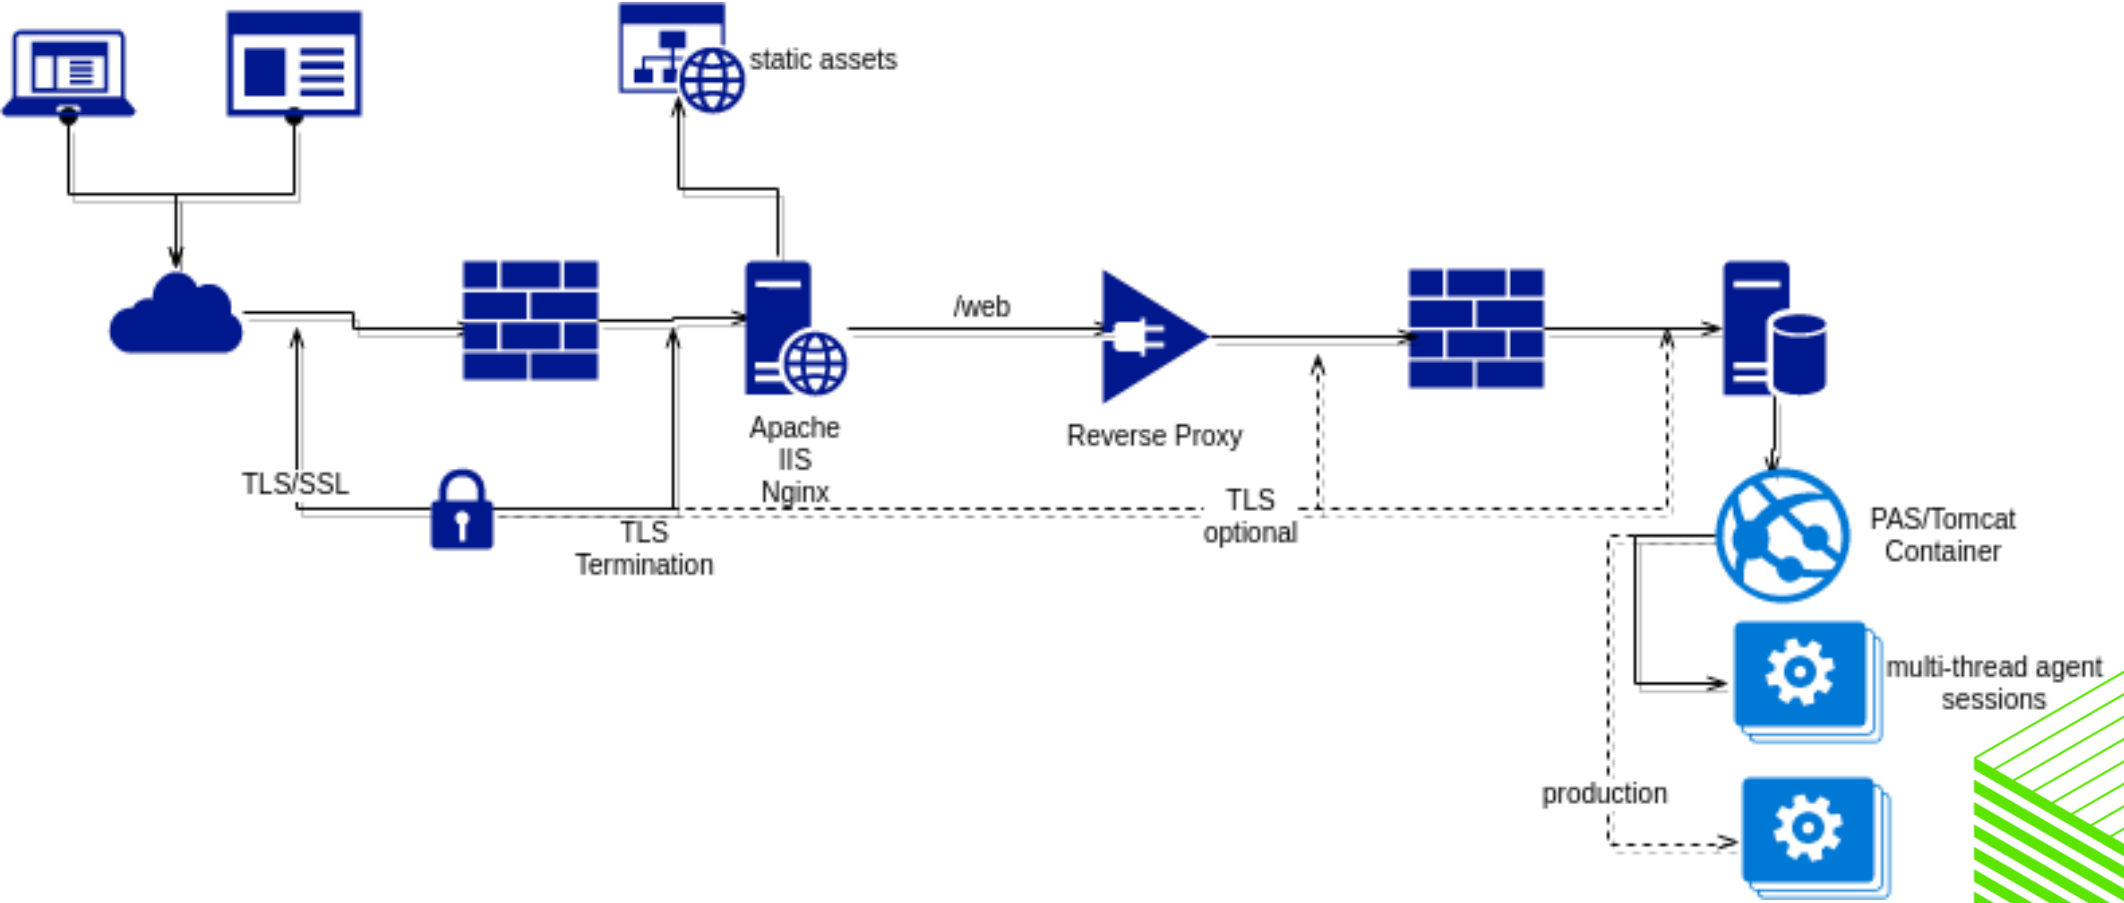 static assets
/web
Apache
IIS
Nginx
Reverse Proxy
TLS/SSL
TLS
Termination
TLS
optional
PAS/Tomcat
Container
multi-thread agent
sessions
production